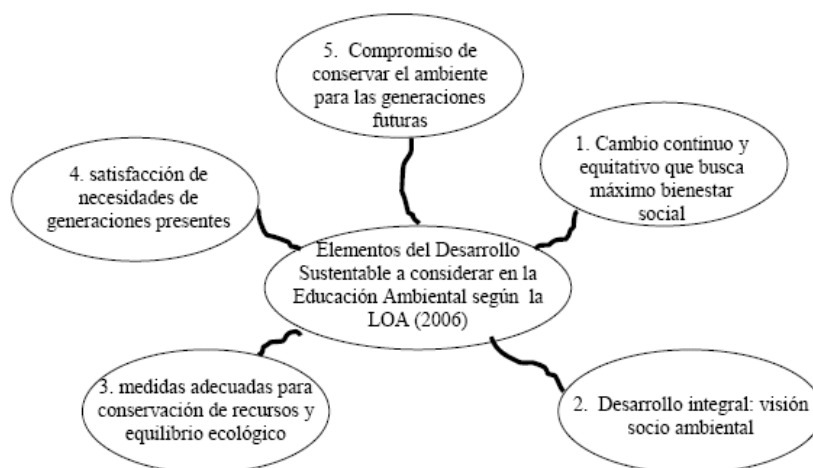 5. Compromiso de
conservar el ambiente
para las generaciones
futuras
1. Cambio continuo y
equitativo que busca
máximo bienestar
social
4. satisfacción de
necesidades de
generaciones presentes
Elementos del Desarrollo
Sustentable a considerar en la
Educación Ambiental según la
LOA (2006)
3. medidas adecuadas para
conservación de recursos y
equilibrio ecológico
2. Desarrollo integral: visión
socio ambiental